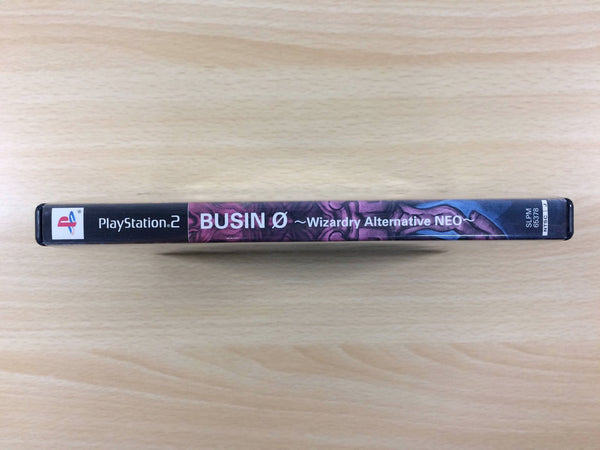 PlayStation.2
BUSIN Ø ～Wizardry Alternative NEO～
SLPM
65378